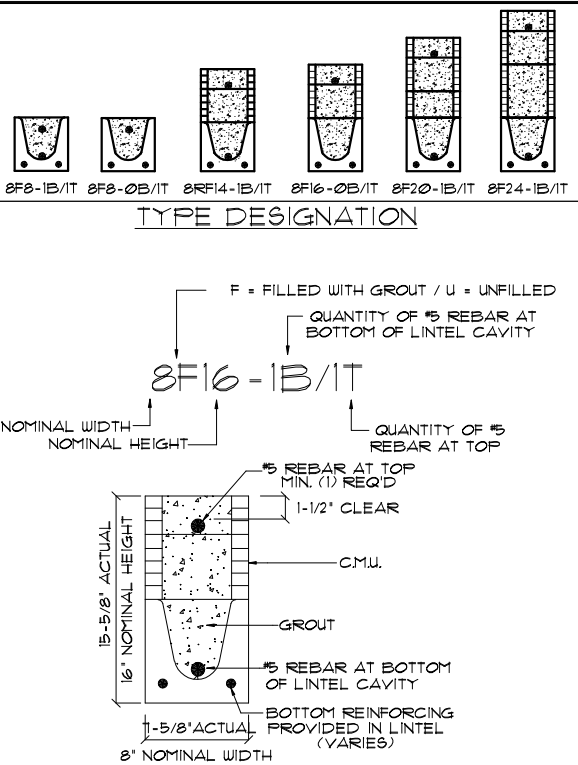 8F8-1B/1T 8F8-0B/1T 8RF14-1B/1T 8F16-0B/1T 8F20-1B/1T 8F24-1B/1T
TYPE DESIGNATION
F = FILLED WITH GROUT / U = UNFILLED
QUANTITY OF #5 REBAR AT
BOTTOM OF LINTEL CAVITY
8F16-1B/1T
NOMINAL WIDTH
NOMINAL HEIGHT
QUANTITY OF #5
REBAR AT TOP
#5 REBAR AT TOP
MIN. (1) REQ'D
1-1/2" CLEAR
15-5/8" ACTUAL
16" NOMINAL HEIGHT
C.M.U.
GROUT
#5 REBAR AT BOTTOM
OF LINTEL CAVITY
BOTTOM REINFORCING
PROVIDED IN LINTEL
(VARIES)
7-5/8" ACTUAL
8" NOMINAL WIDTH